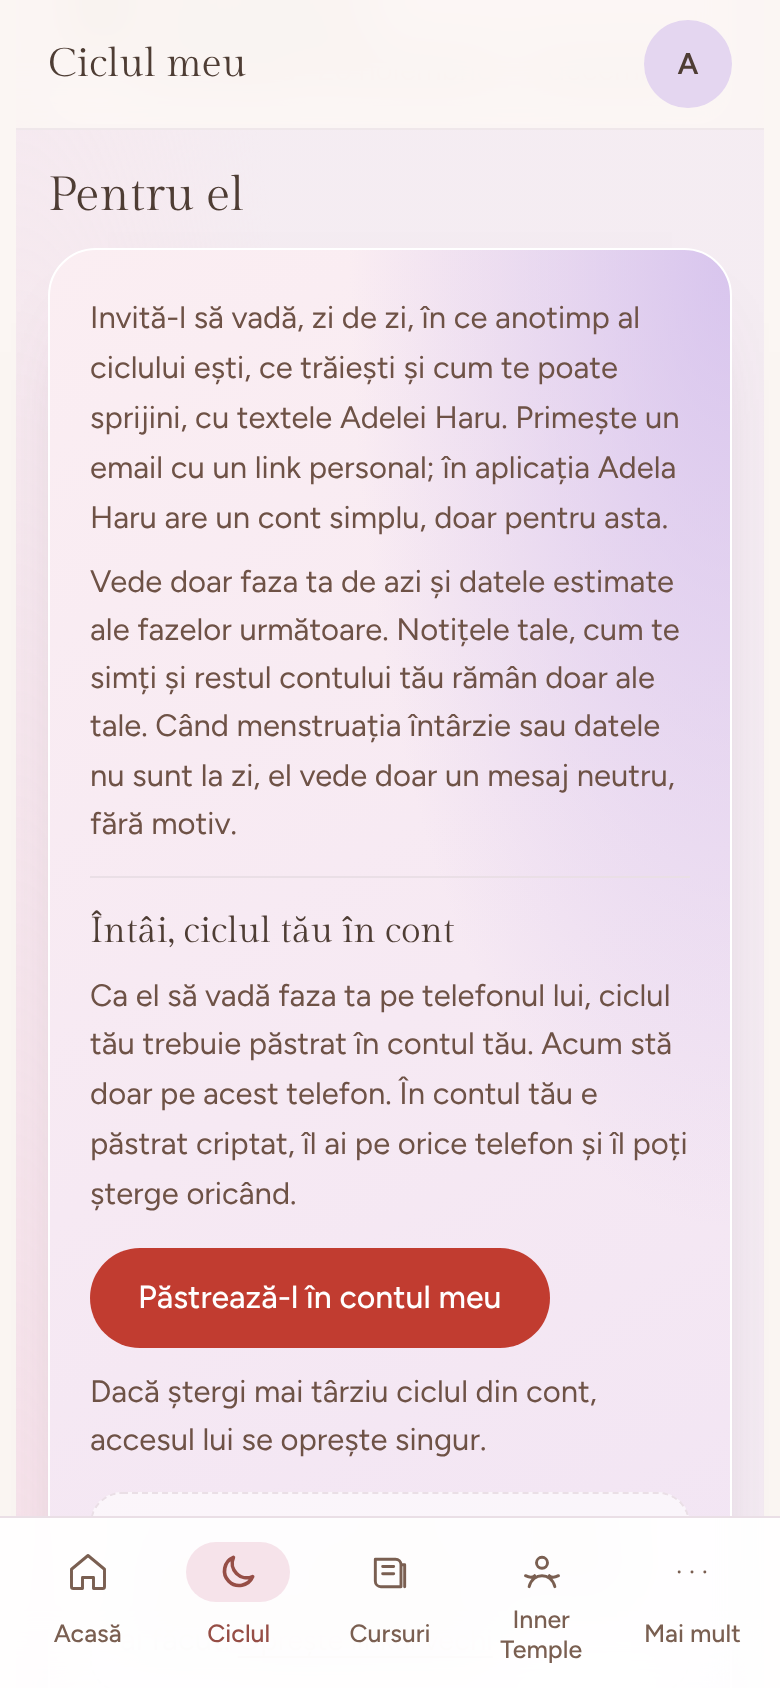 Ciclul meu
A
Pentru el
Invită-l să vadă, zi de zi, în ce anotimp al
ciclului ești, ce trăiești și cum te poate
sprijini, cu textele Adelei Haru. Primește un
email cu un link personal; în aplicația Adela
Haru are un cont simplu, doar pentru asta.
Vede doar faza ta de azi și datele estimate
ale fazelor următoare. Notițele tale, cum te
simți și restul contului tău rămân doar ale
tale. Când menstruația întârzie sau datele
nu sunt la zi, el vede doar un mesaj neutru,
fără motiv.
Întâi, ciclul tău în cont
Ca el să vadă faza ta pe telefonul lui, ciclul
tău trebuie păstrat în contul tău. Acum stă
doar pe acest telefon. În contul tău e
păstrat criptat, îl ai pe orice telefon și îl poți
șterge oricând.
Păstrează-l în contul meu
Dacă ștergi mai târziu ciclul din cont,
accesul lui se oprește singur.
Acasă
Ciclul
Cursuri
Inner
Temple
Mai mult